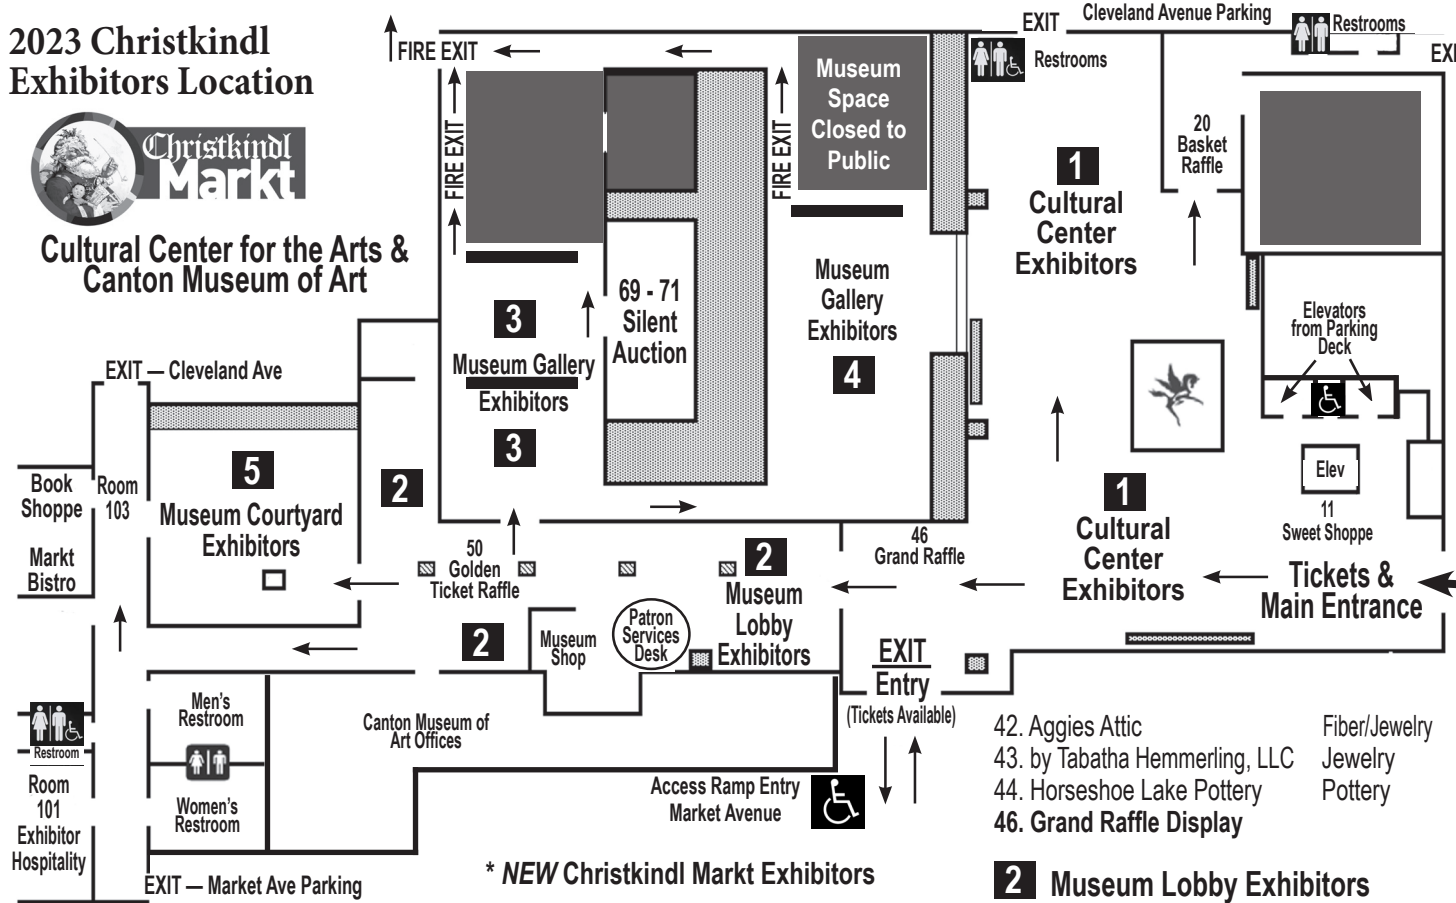 2023 Christkindl
Exhibitors Location
Christkindl
Markt
Cultural Center for the Arts &
Canton Museum of Art
FIRE EXIT
FIRE EXIT
FIRE EXIT
Museum
Space
Closed to
Public
EXIT
Cleveland Avenue Parking
Restrooms
Restrooms
EXI
20
Basket
Raffle
1
Cultural
Center
Exhibitors
Elevators
from Parking
Deck
Elev
11
Sweet Shoppe
Tickets &
Main Entrance
1
Cultural
Center
Exhibitors
Museum
Gallery
Exhibitors
4
69 - 71
Silent
Auction
3
Museum Gallery
Exhibitors
3
EXIT — Cleveland Ave
Book
Shoppe
Room
103
Markt
Bistro
5
Museum Courtyard
Exhibitors
2
50
Golden
Ticket Raffle
2
Museum
Shop
Patron
Services
Desk
2
Museum
Lobby
Exhibitors
46
Grand Raffle
EXIT
Entry
(Tickets Available)
Restroom
Room
101
Exhibitor
Hospitality
Men's
Restroom
Women's
Restroom
Canton Museum of
Art Offices
Access Ramp Entry
Market Avenue
EXIT — Market Ave Parking
* NEW Christkindl Markt Exhibitors
42. Aggies Attic Fiber/Jewelry
43. by Tabatha Hemmerling, LLC Jewelry
44. Horseshoe Lake Pottery Pottery
46. Grand Raffle Display
2 Museum Lobby Exhibitors